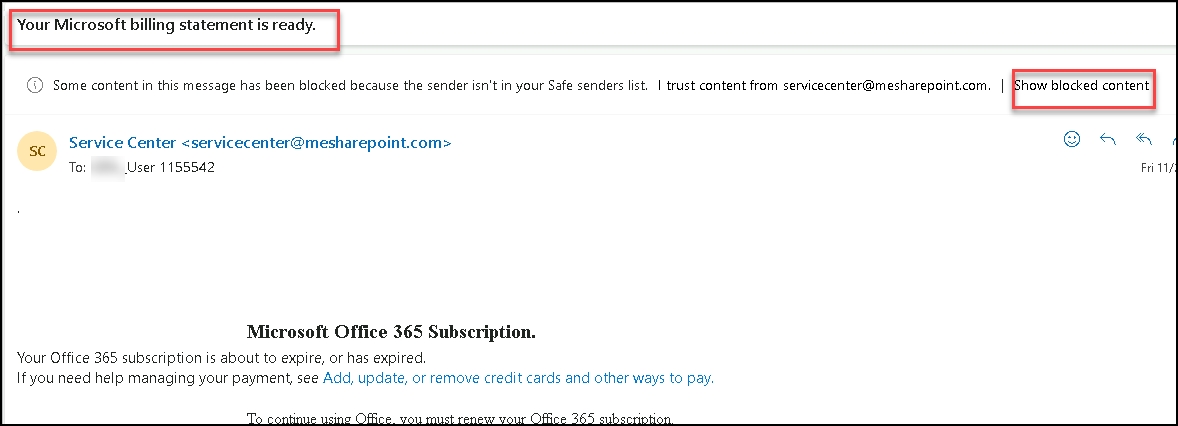 Your Microsoft billing statement is ready.
Some content in this message has been blocked because the sender isn't in your Safe senders list. I trust content from servicecenter@mesharepoint.com. | Show blocked content
SC
Service Center <servicecenter@mesharepoint.com>
To: _User 1155542
Fri 11/
.
Microsoft Office 365 Subscription.
Your Office 365 subscription is about to expire, or has expired.
If you need help managing your payment, see Add, update, or remove credit cards and other ways to pay.
To continue using Office, you must renew your Office 365 subscription.